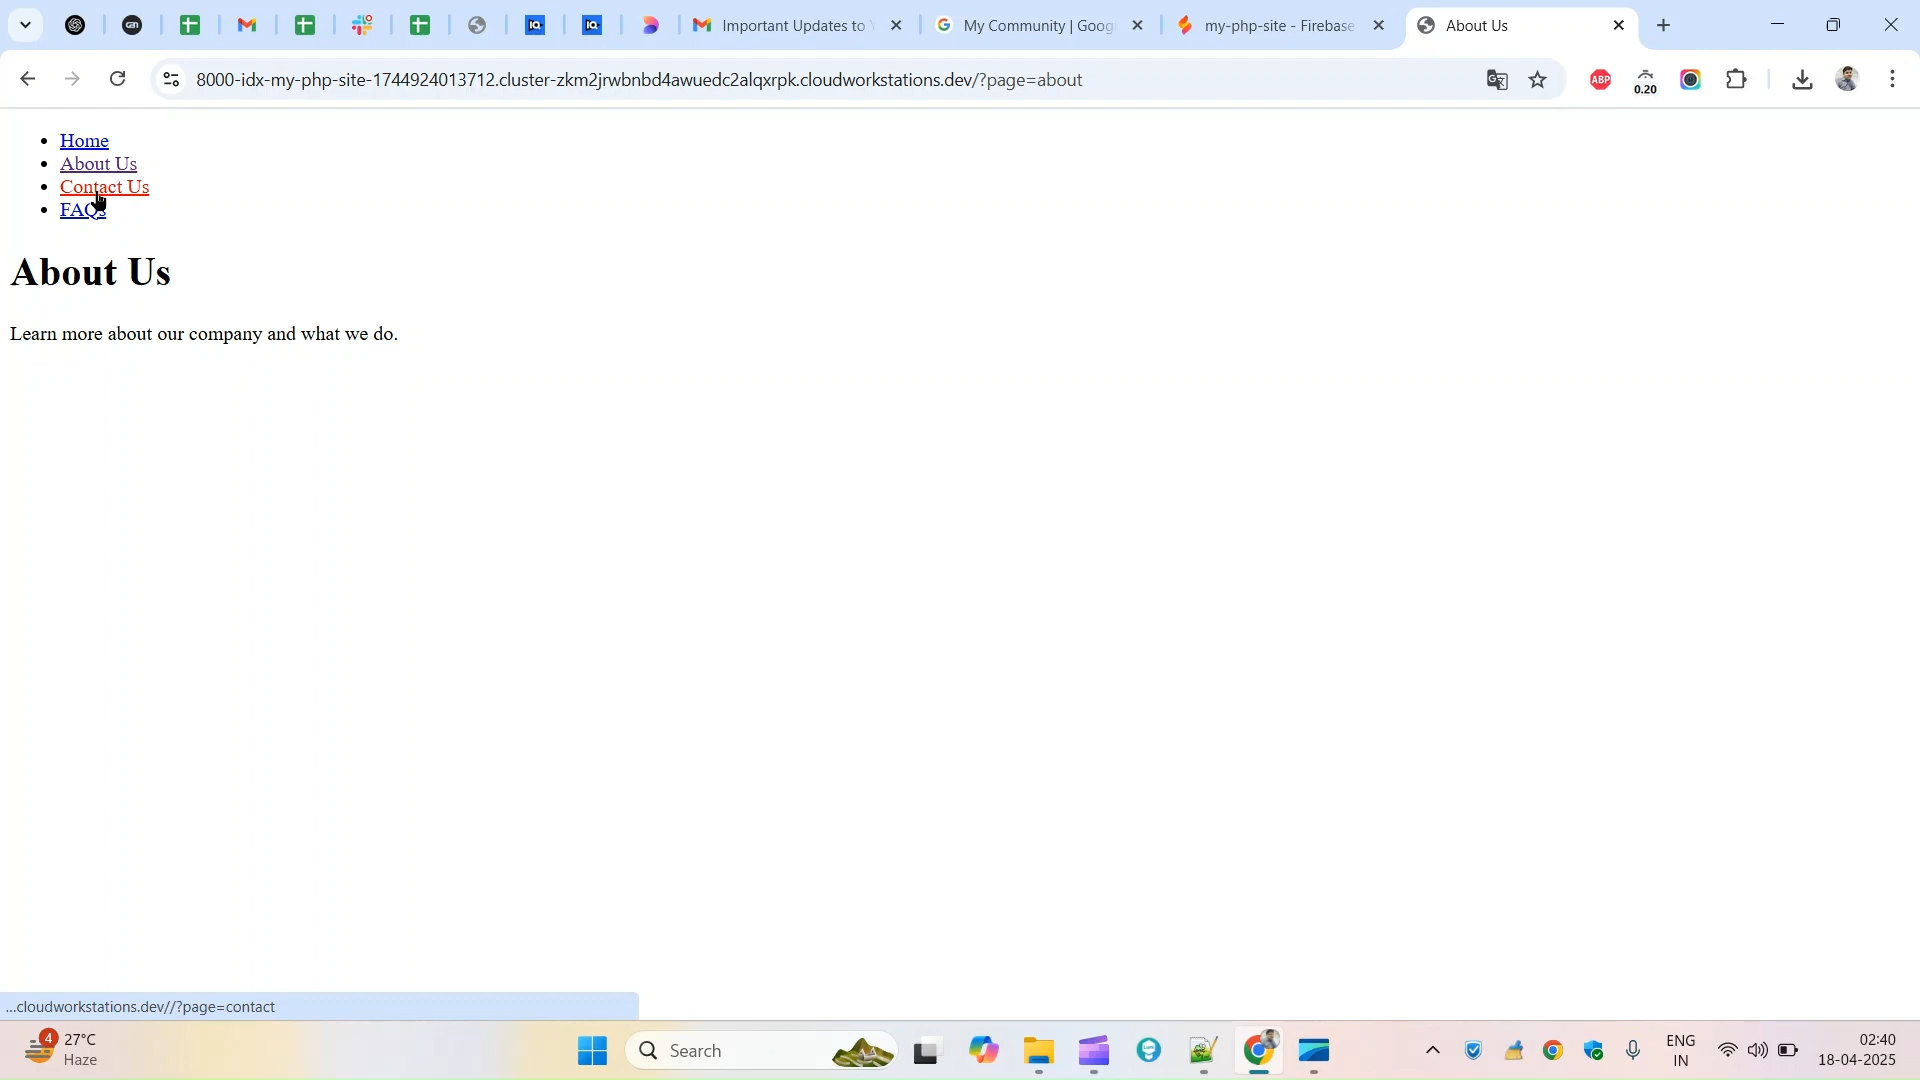 Important Updates to Y
My Community | Goog
my-php-site - Firebase
About Us
8000-idx-my-php-site-1744924013712.cluster-zkm2jrwbnbd4awuedc2alqxrpk.cloudworkstations.dev/?page=about
ABP
0.20
Home
About Us
Contact Us
FAQs
About Us
Learn more about our company and what we do.
...cloudworkstations.dev//?page=contact
4
27°C
Haze
Search
ENG
IN
02:40
18-04-2025